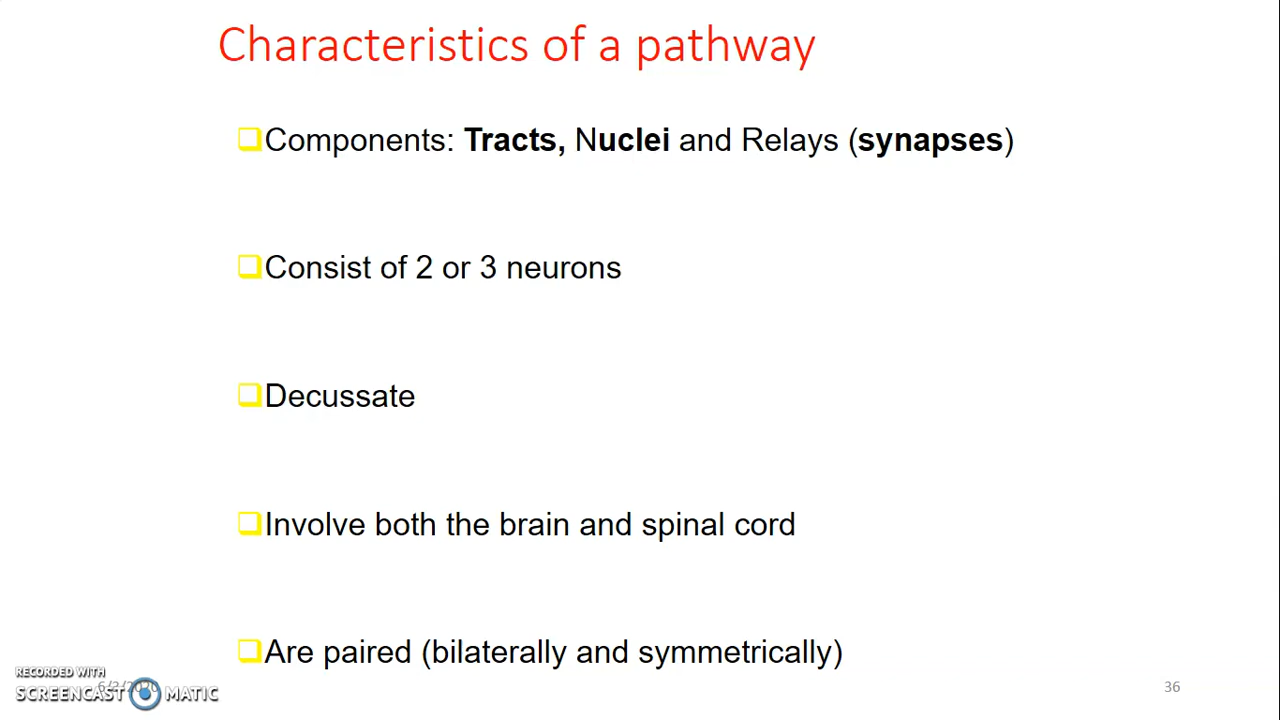 Characteristics of a pathway
Components: Tracts, Nuclei and Relays (synapses)
Consist of 2 or 3 neurons
Decussate
Involve both the brain and spinal cord
Are paired (bilaterally and symmetrically)
RECORDED WITH
SCREENCAST MATIC
36